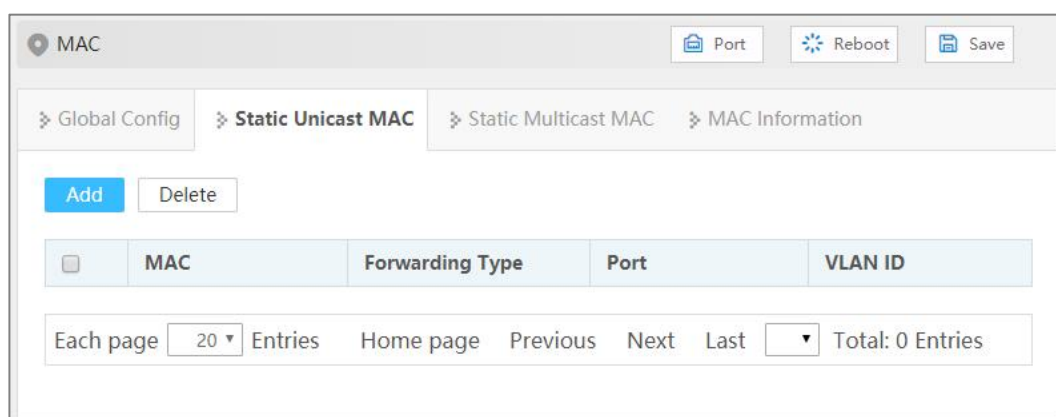 MAC Port Reboot Save
Global Config Static Unicast MAC Static Multicast MAC MAC Information
Add Delete
MAC Forwarding Type Port VLAN ID
Each page 20 Entries Home page Previous Next Last Total: 0 Entries